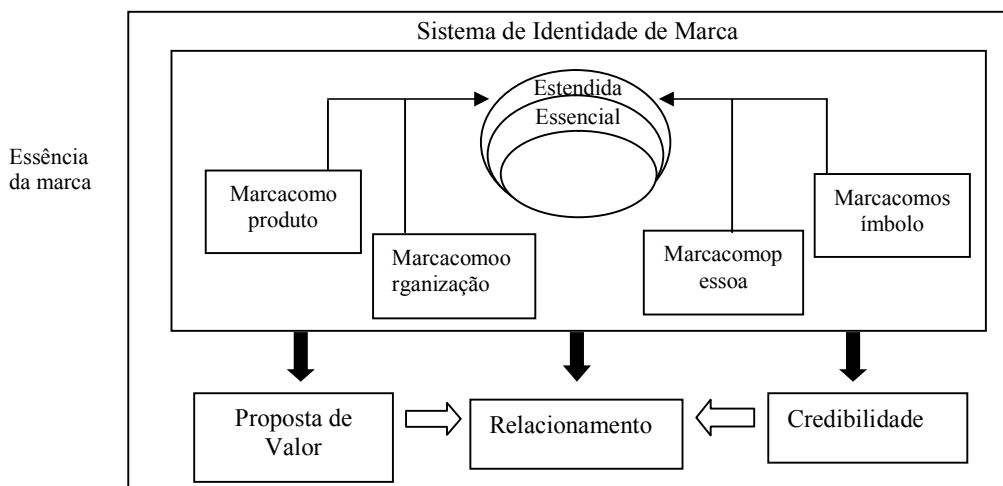 Sistema de Identidade de Marca
Estendida
Essencial
Essência
da marca
Marcacomo
produto
Marcacomos
ímbolo
Marcacomoo
rganização
Marcacomop
essoa
Proposta de
Valor
Relacionamento
Credibilidade